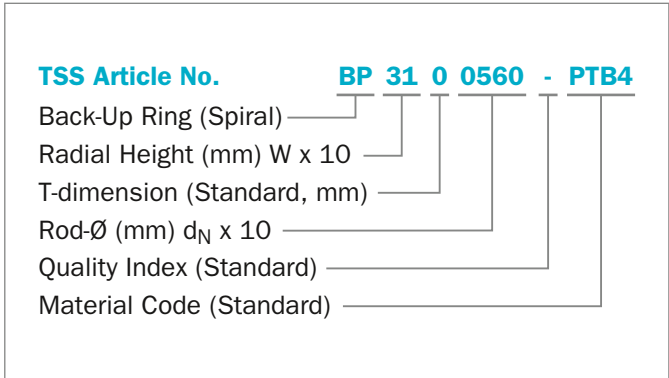 TSS Article No. BP 31 0 0560 - PTB4
Back-Up Ring (Spiral)
Radial Height (mm) W x 10
T-dimension (Standard, mm)
Rod-Ø (mm) dN x 10
Quality Index (Standard)
Material Code (Standard)